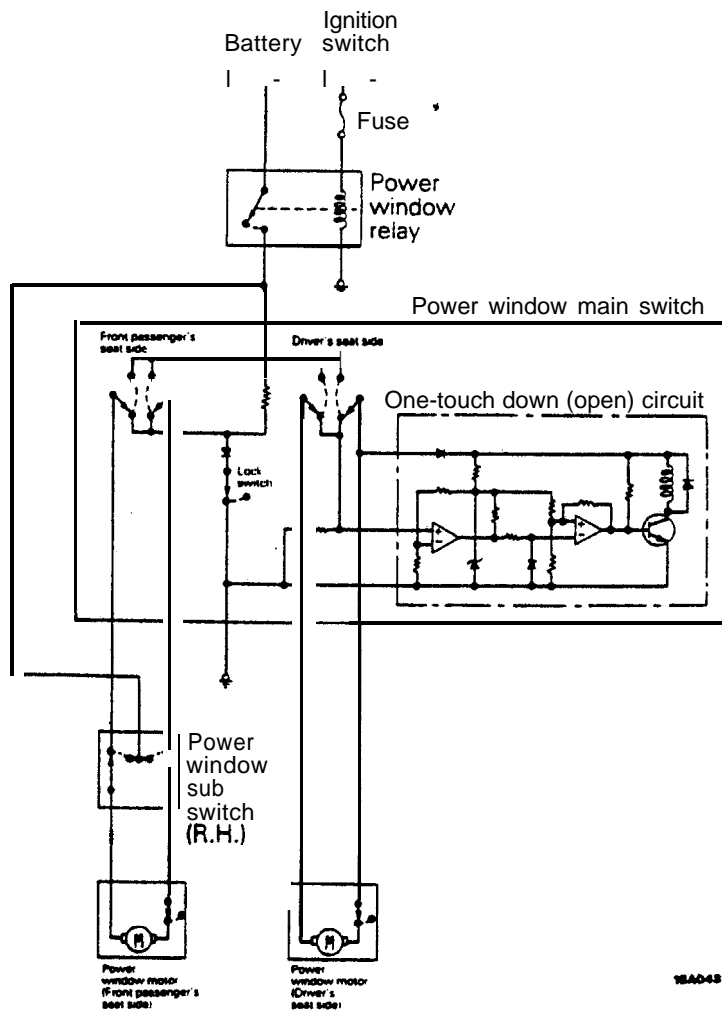 Battery
Ignition
switch
Fuse
Power
window
relay
Power window main switch
Front passenger's
seat side
Driver's seat side
One-touch down (open) circuit
Lock
switch
+
-
+
-
Power
window
sub
switch
(R.H.)
M
M
Power
window motor
(Front passenger's
seat side)
Power
window motor
(Driver's
seat side)
16A043